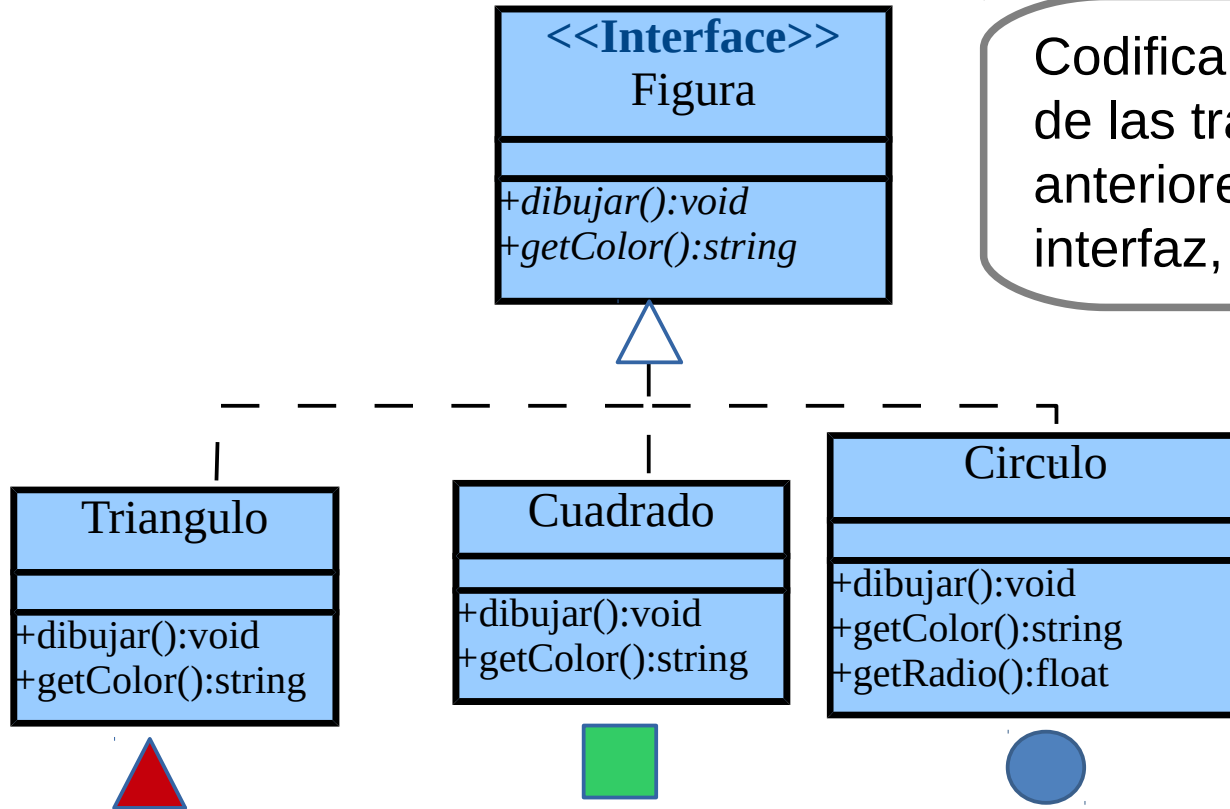 <<Interface>>
Figura
+dibujar():void
+getColor():string
Codifica
de las
anteriore
interfaz,
Triangulo
+dibujar():void
+getColor():string
Cuadrado
+dibujar():void
+getColor():string
Circulo
+dibujar():void
+getColor():string
+getRadio():float